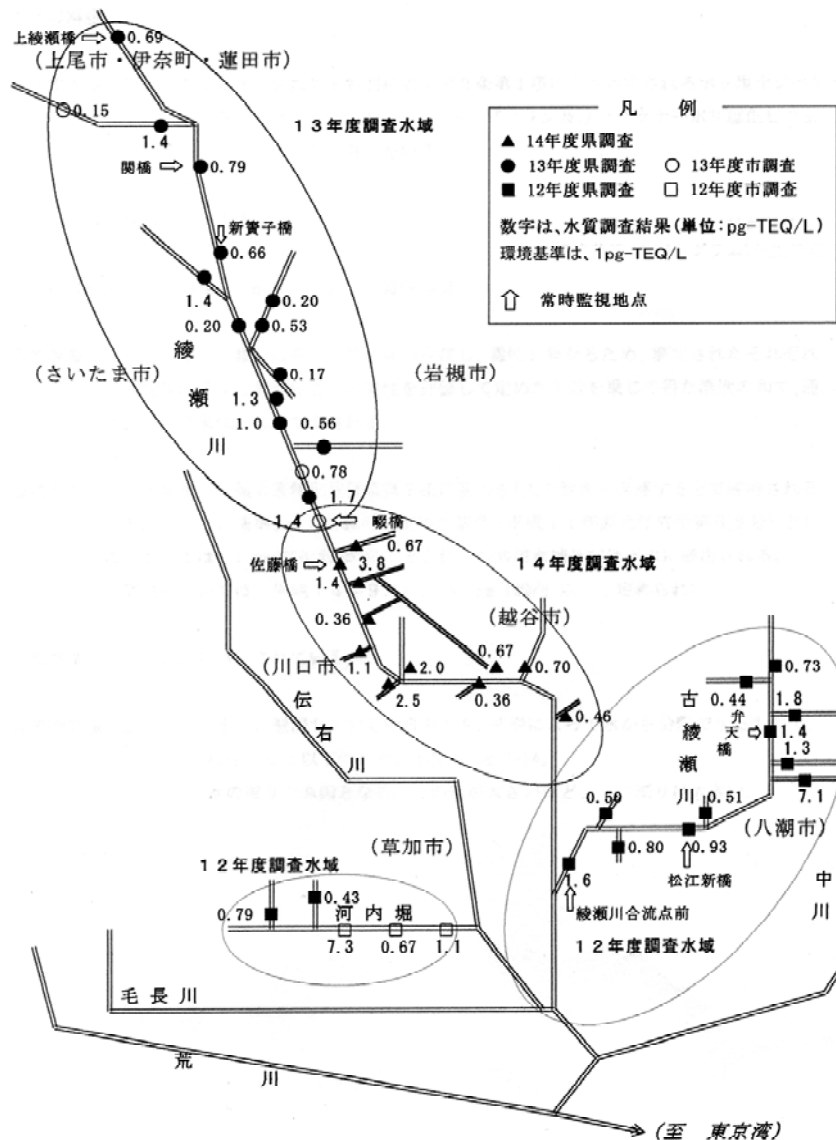 上綾瀬橋 ⇨ 0.69
(上尾市・伊奈町・蓮田市)
0.15
1.4
13年度調査水域
関橋 ⇨ 0.79
新簀子橋
0.66
1.4
0.20
0.20 0.53
綾瀬川
(さいたま市)
(岩槻市)
0.17
1.3
1.0 0.56
0.78
1.7
1.4 ⇦ 畷橋
凡 例
▲ 14年度県調査
● 13年度県調査 ○ 13年度市調査
■ 12年度県調査 □ 12年度市調査
数字は、水質調査結果(単位:pg-TEQ/L)
環境基準は、1pg-TEQ/L
⇧ 常時監視地点
0.67
佐藤橋 ⇨ 3.8
14年度調査水域
1.4
0.36
(越谷市)
0.67
(川口市)
1.1 2.0 0.70
2.5 0.36
0.46
伝右川
0.73
0.44
古綾瀬川
1.8
弁天橋 ⇨ 1.4
1.3
7.1
0.59 0.51
(八潮市)
0.80 0.93
松江新橋
1.6
綾瀬川合流点前
12年度調査水域
中川
(草加市)
12年度調査水域
0.43
0.79 河内堀
7.3 0.67 1.1
毛長川
荒川
(至 東京湾)